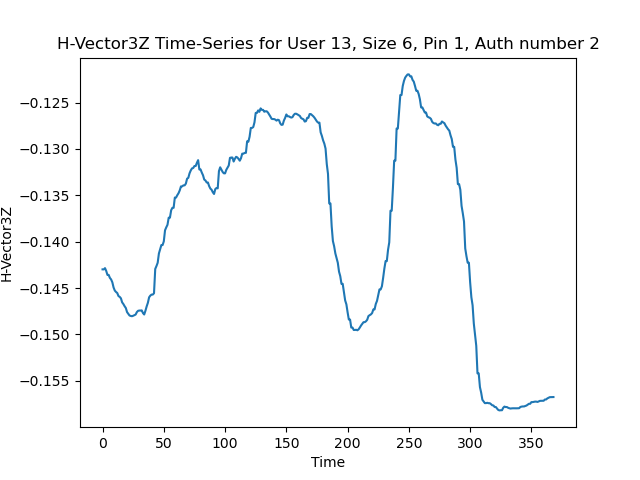 H-Vector3Z Time-Series for User 13, Size 6, Pin 1, Auth number 2
H-Vector3Z
−0.125
−0.130
−0.135
−0.140
−0.145
−0.150
−0.155
0 50 100 150 200 250 300 350
Time